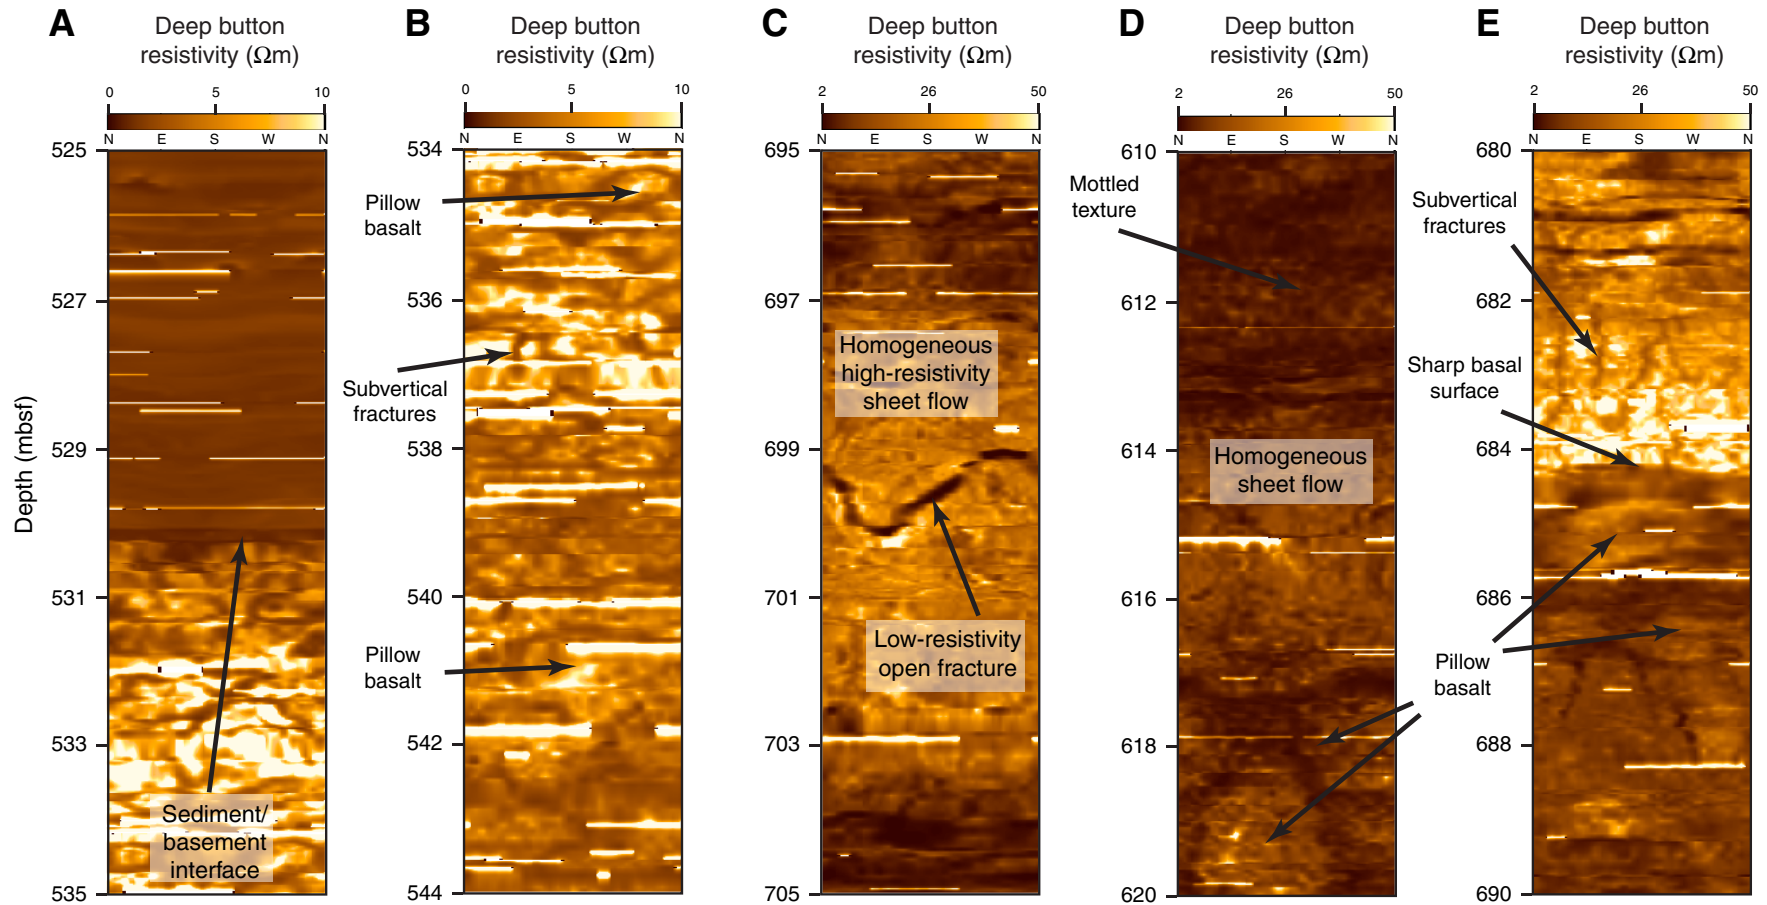 A
Deep button
resistivity (Ωm)
0 5 10
N E S W N
525
527
529
531
533
535
Depth (mbsf)
Sediment/
basement
interface
B
Deep button
resistivity (Ωm)
0 5 10
N E S W N
534
536
538
540
542
544
Pillow
basalt
Subvertical
fractures
Pillow
basalt
C
Deep button
resistivity (Ωm)
2 26 50
N E S W N
695
697
699
701
703
705
Homogeneous
high-resistivity
sheet flow
Low-resistivity
open fracture
D
Deep button
resistivity (Ωm)
2 26 50
N E S W N
610
612
614
616
618
620
Mottled
texture
Homogeneous
sheet flow
E
Deep button
resistivity (Ωm)
2 26 50
N E S W N
680
682
684
686
688
690
Subvertical
fractures
Sharp basal
surface
Pillow
basalt